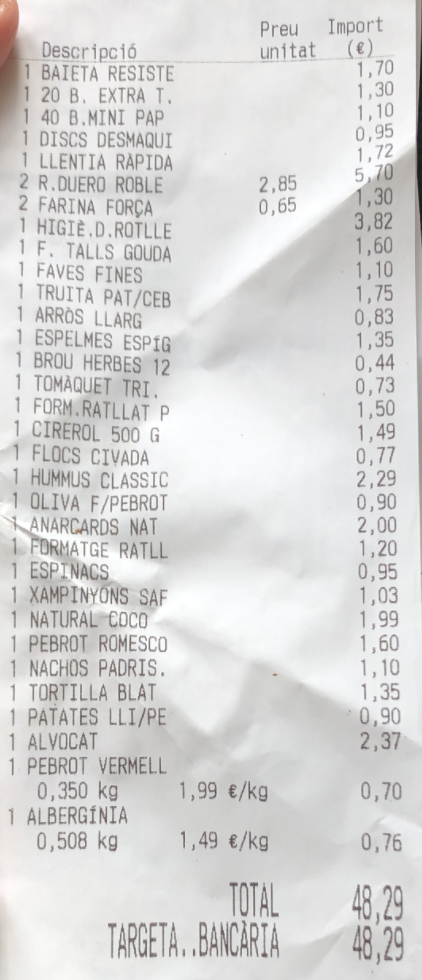 Preu Import
Descripció unitat (€)
1 BAIETA RESISTE 1,70
1 20 B. EXTRA T. 1,30
1 40 B.MINI PAP 1,10
1 DISCS DESMAQUI 0,95
1 LLENTIA RAPIDA 1,72
2 R.DUERO ROBLE 2,85 5,70
2 FARINA FORÇA 0,65 1,30
1 HIGIÈ.D.ROTLLE 3,82
1 F. TALLS GOUDA 1,60
1 FAVES FINES 1,10
1 TRUITA PAT/CEB 1,75
1 ARRÒS LLARG 0,83
1 ESPELMES ESPIG 1,35
1 BROU HERBES 12 0,44
1 TOMÀQUET TRI. 0,73
1 FORM.RATLLAT P 1,50
1 CIREROL 500 G 1,49
1 FLOCS CIVADA 0,77
1 HUMMUS CLASSIC 2,29
1 OLIVA F/PEBROT 0,90
1 ANARCARDS NAT 2,00
1 FORMATGE RATLL 1,20
1 ESPINACS 0,95
1 XAMPINYONS SAF 1,03
1 NATURAL COCO 1,99
1 PEBROT ROMESCO 1,60
1 NACHOS PADRIS. 1,10
1 TORTILLA BLAT 1,35
1 PATATES LLI/PE 0,90
1 ALVOCAT 2,37
1 PEBROT VERMELL
0,350 kg 1,99 €/kg 0,70
1 ALBERGÍNIA
0,508 kg 1,49 €/kg 0,76
TOTAL 48,29
TARGETA..BANCÀRIA 48,29